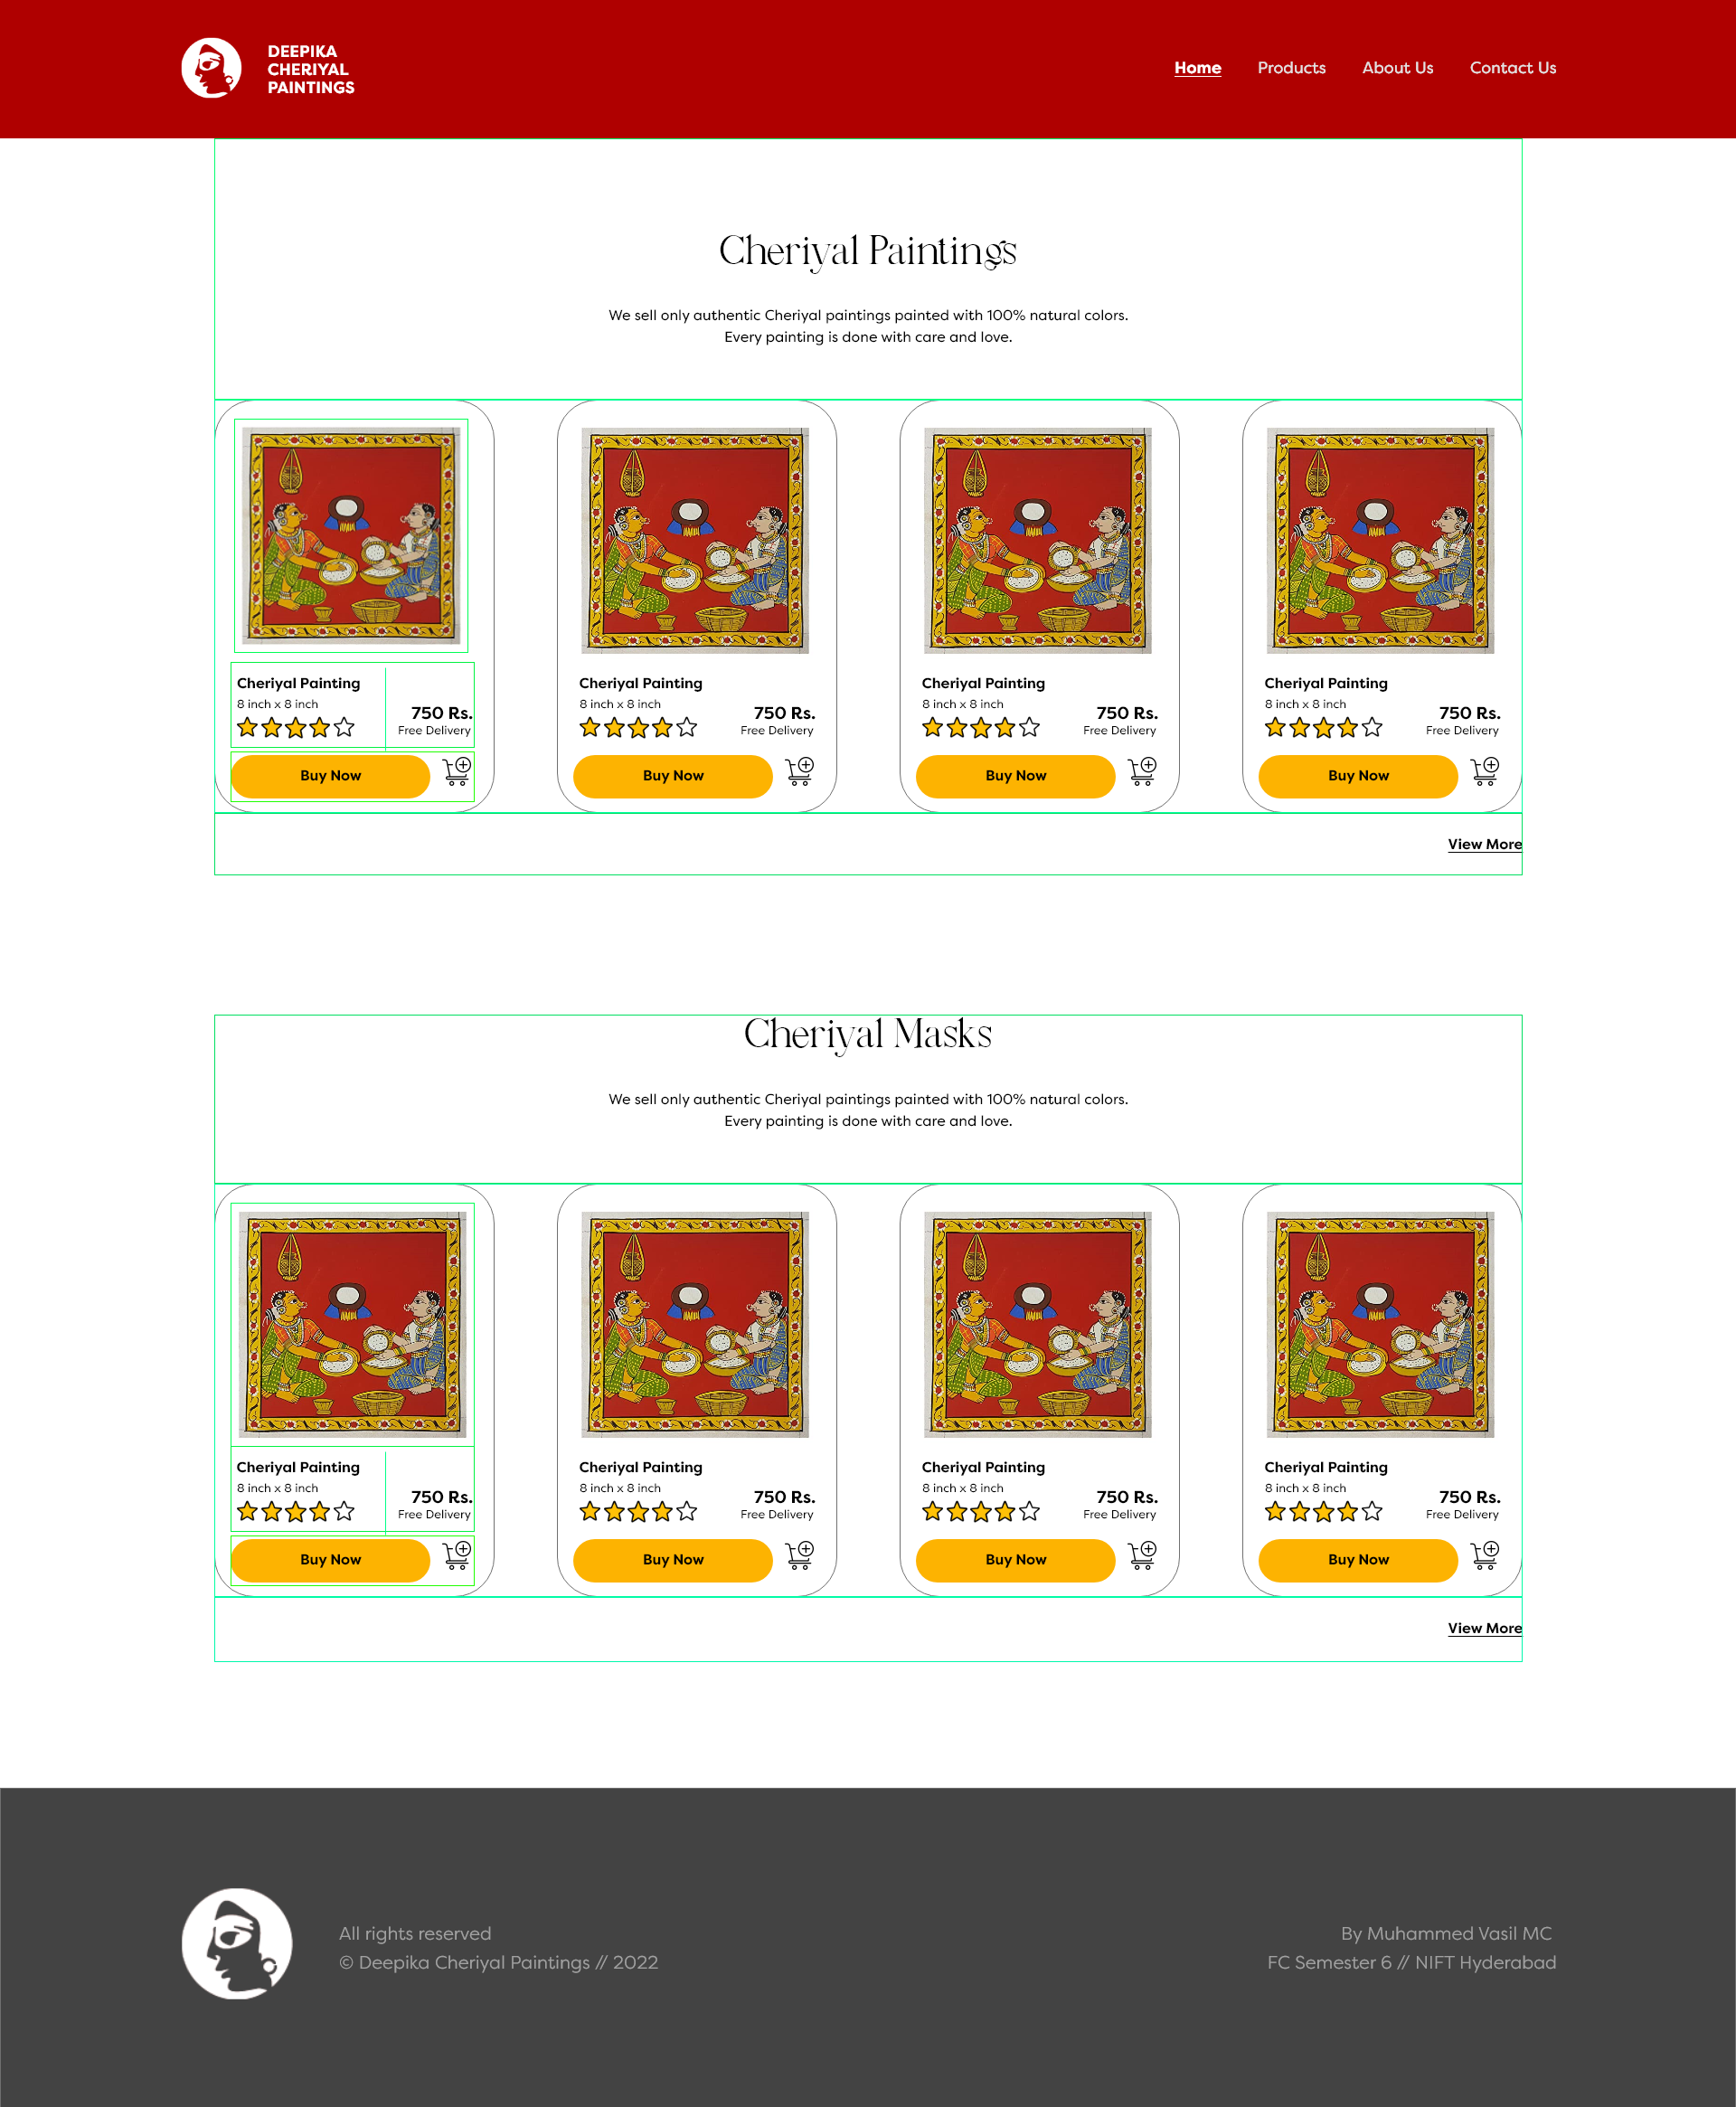 DEEPIKA
CHERIYAL
PAINTINGS
Home Products About Us Contact Us
Cheriyal Paintings
We sell only authentic Cheriyal paintings painted with 100% natural colors.
Every painting is done with care and love.
Cheriyal Painting
8 inch x 8 inch
750 Rs.
Free Delivery
Buy Now
Cheriyal Painting
8 inch x 8 inch
750 Rs.
Free Delivery
Buy Now
Cheriyal Painting
8 inch x 8 inch
750 Rs.
Free Delivery
Buy Now
Cheriyal Painting
8 inch x 8 inch
750 Rs.
Free Delivery
Buy Now
View More
Cheriyal Masks
We sell only authentic Cheriyal paintings painted with 100% natural colors.
Every painting is done with care and love.
Cheriyal Painting
8 inch x 8 inch
750 Rs.
Free Delivery
Buy Now
Cheriyal Painting
8 inch x 8 inch
750 Rs.
Free Delivery
Buy Now
Cheriyal Painting
8 inch x 8 inch
750 Rs.
Free Delivery
Buy Now
Cheriyal Painting
8 inch x 8 inch
750 Rs.
Free Delivery
Buy Now
View More
All rights reserved
© Deepika Cheriyal Paintings // 2022
By Muhammed Vasil MC
FC Semester 6 // NIFT Hyderabad